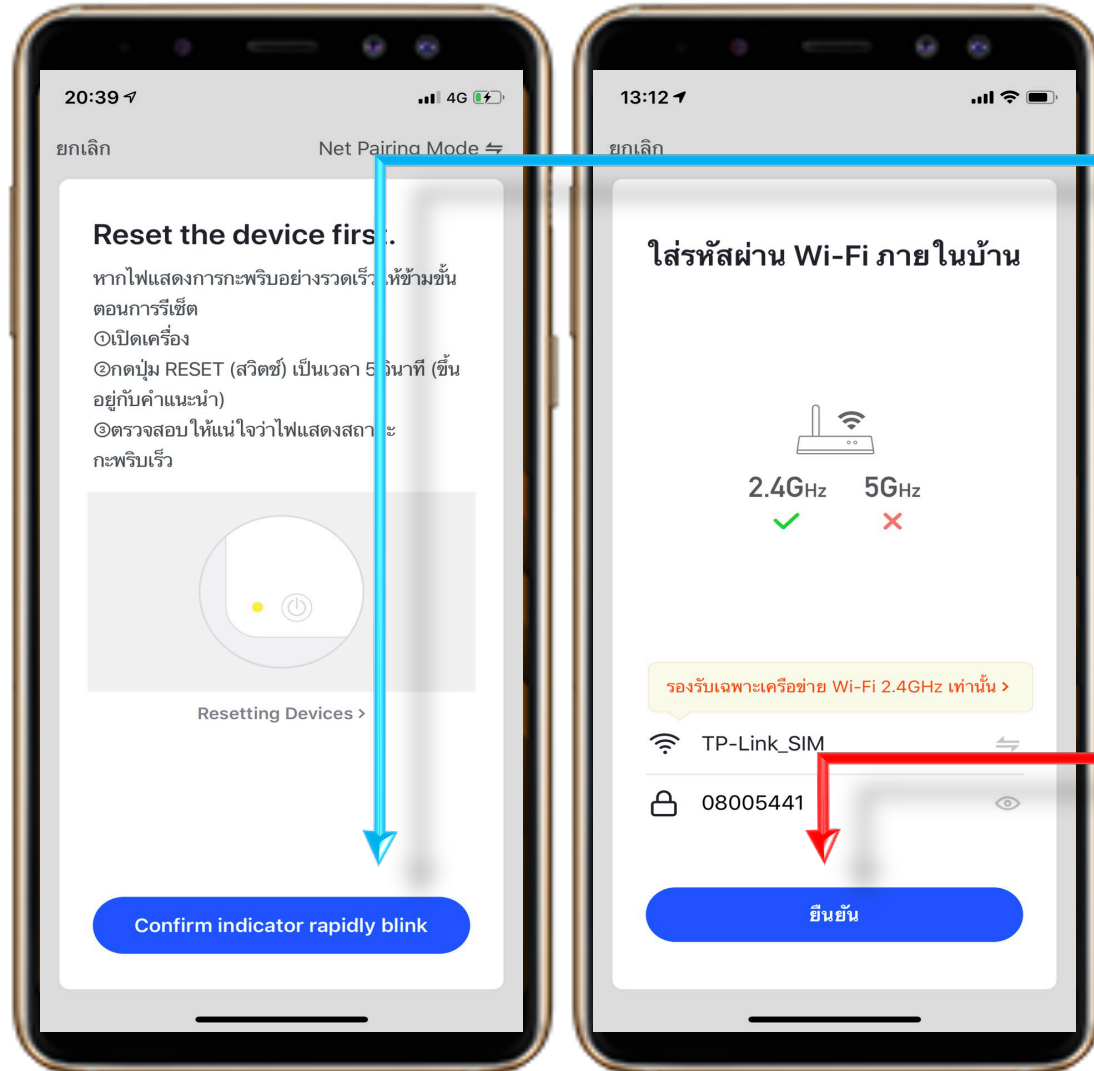 20:39
4G
ยกเลิก
Net Pairing Mode
Reset the device first.
หากไฟแสดงการกะพริบอย่างรวดเร็ว ให้ข้ามขั้น
ตอนการรีเซ็ต
①เปิดเครื่อง
②กดปุ่ม RESET (สวิตซ์) เป็นเวลา 5 วินาที (ขึ้น
อยู่กับคำแนะนำ)
③ตรวจสอบให้แน่ใจว่าไฟแสดงสถานะ
กะพริบเร็ว
Resetting Devices >
Confirm indicator rapidly blink
13:12
ยกเลิก
ใส่รหัสผ่าน Wi-Fi ภายในบ้าน
2.4GHz 5GHz
รองรับเฉพาะเครือข่าย Wi-Fi 2.4GHz เท่านั้น >
TP-Link_SIM
08005441
ยืนยัน